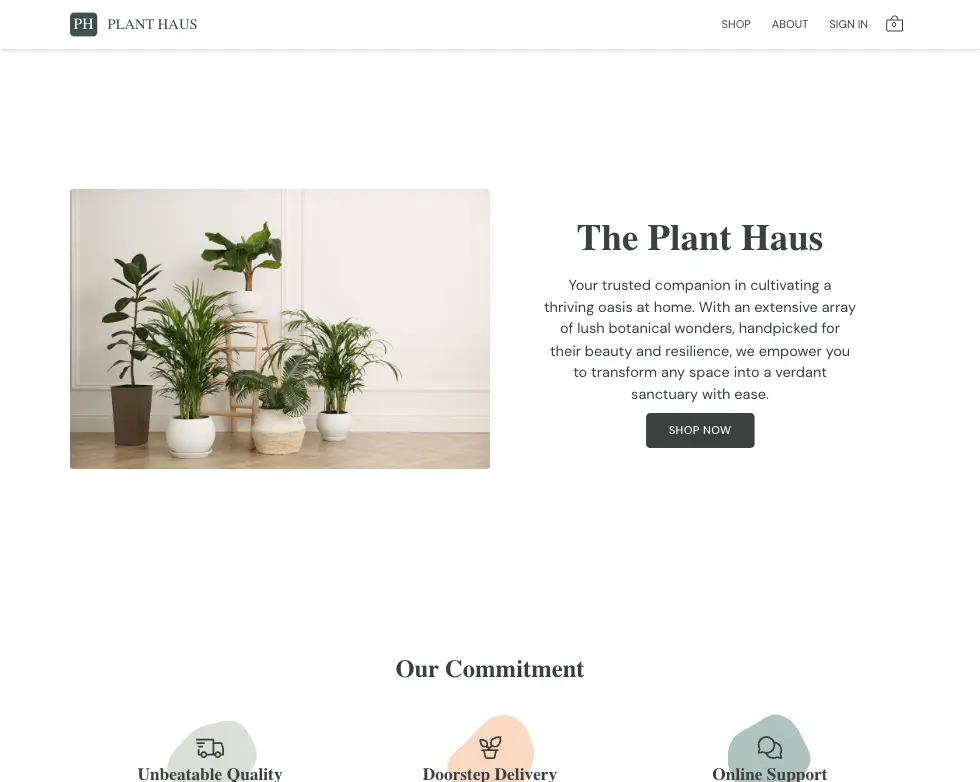 PH PLANT HAUS
SHOP ABOUT SIGN IN 0
The Plant Haus
Your trusted companion in cultivating a
thriving oasis at home. With an extensive array
of lush botanical wonders, handpicked for
their beauty and resilience, we empower you
to transform any space into a verdant
sanctuary with ease.
SHOP NOW
Our Commitment
Unbeatable Quality
Doorstep Delivery
Online Support